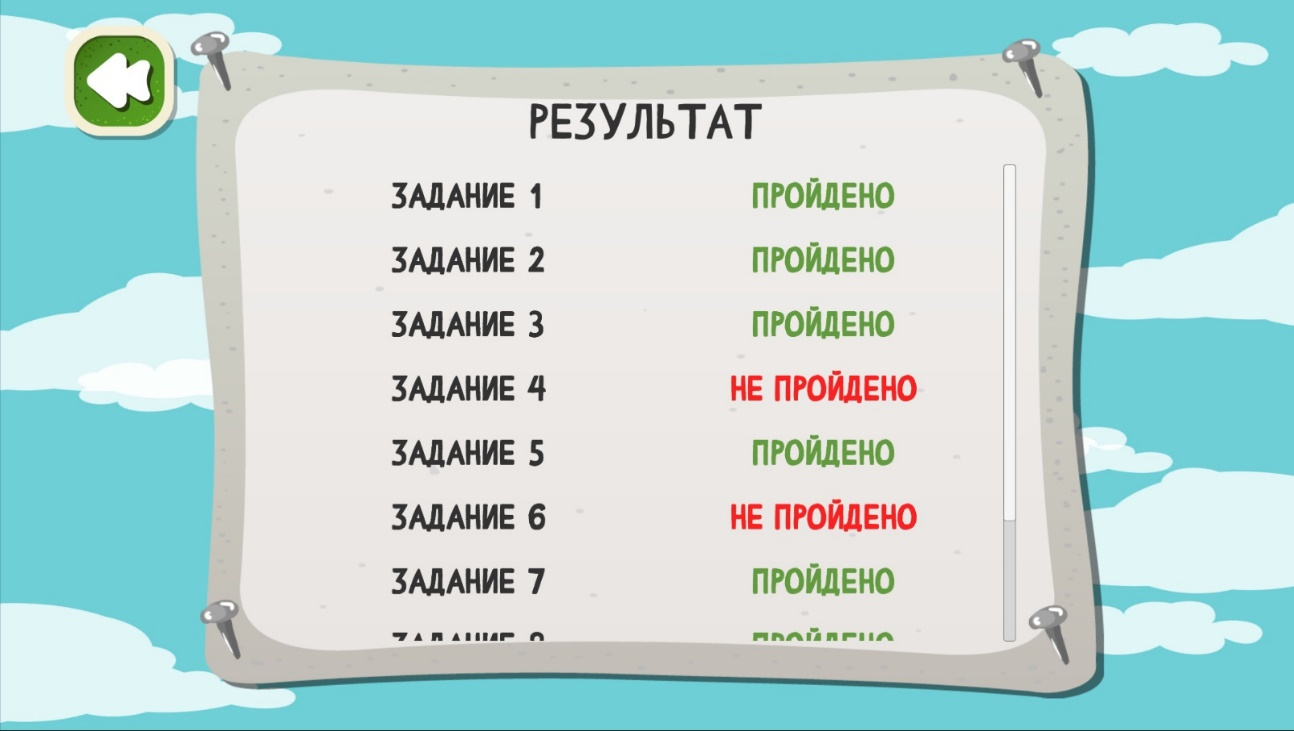 РЕЗУЛЬТАТ
ЗАДАНИЕ 1 ПРОЙДЕНО
ЗАДАНИЕ 2 ПРОЙДЕНО
ЗАДАНИЕ 3 ПРОЙДЕНО
ЗАДАНИЕ 4 НЕ ПРОЙДЕНО
ЗАДАНИЕ 5 ПРОЙДЕНО
ЗАДАНИЕ 6 НЕ ПРОЙДЕНО
ЗАДАНИЕ 7 ПРОЙДЕНО